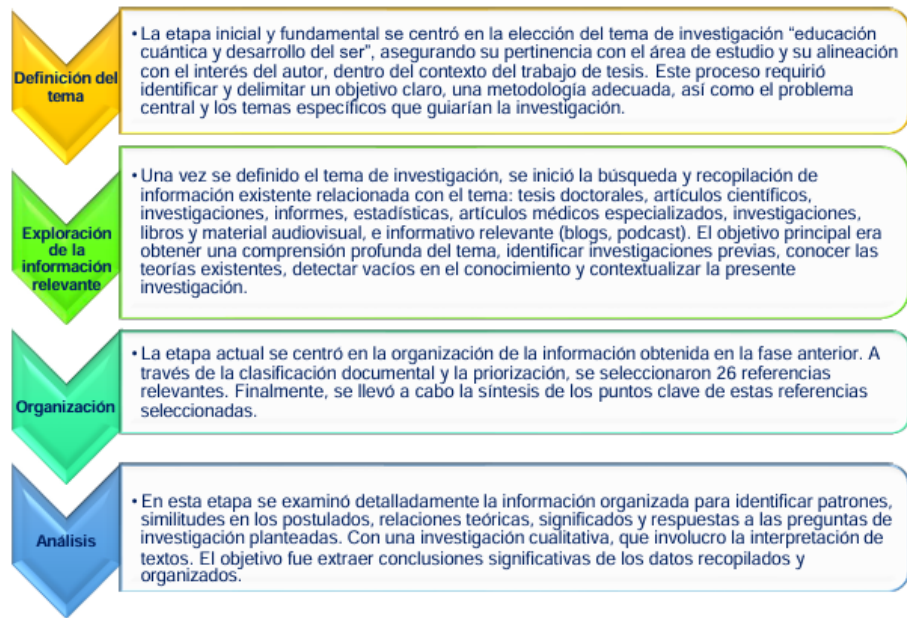 Definición del
tema
• La etapa inicial y fundamental se centró en la elección del tema de investigación “educación
cuántica y desarrollo del ser”, asegurando su pertinencia con el área de estudio y su alineación
con el interés del autor, dentro del contexto del trabajo de tesis. Este proceso requirió
identificar y delimitar un objetivo claro, una metodología adecuada, así como el problema
central y los temas específicos que guiarían la investigación.
Exploración
de la
información
relevante
• Una vez se definido el tema de investigación, se inició la búsqueda y recopilación de
información existente relacionada con el tema: tesis doctorales, artículos científicos,
investigaciones, informes, estadísticas, artículos médicos especializados, investigaciones,
libros y material audiovisual, e informativo relevante (blogs, podcast). El objetivo principal era
obtener una comprensión profunda del tema, identificar investigaciones previas, conocer las
teorías existentes, detectar vacíos en el conocimiento y contextualizar la presente
investigación.
Organización
• La etapa actual se centró en la organización de la información obtenida en la fase anterior. A
través de la clasificación documental y la priorización, se seleccionaron 26 referencias
relevantes. Finalmente, se llevó a cabo la síntesis de los puntos clave de estas referencias
seleccionadas.
Análisis
• En esta etapa se examinó detalladamente la información organizada para identificar patrones,
similitudes en los postulados, relaciones teóricas, significados y respuestas a las preguntas de
investigación planteadas. Con una investigación cualitativa, que involucro la interpretación de
textos. El objetivo fue extraer conclusiones significativas de los datos recopilados y
organizados.